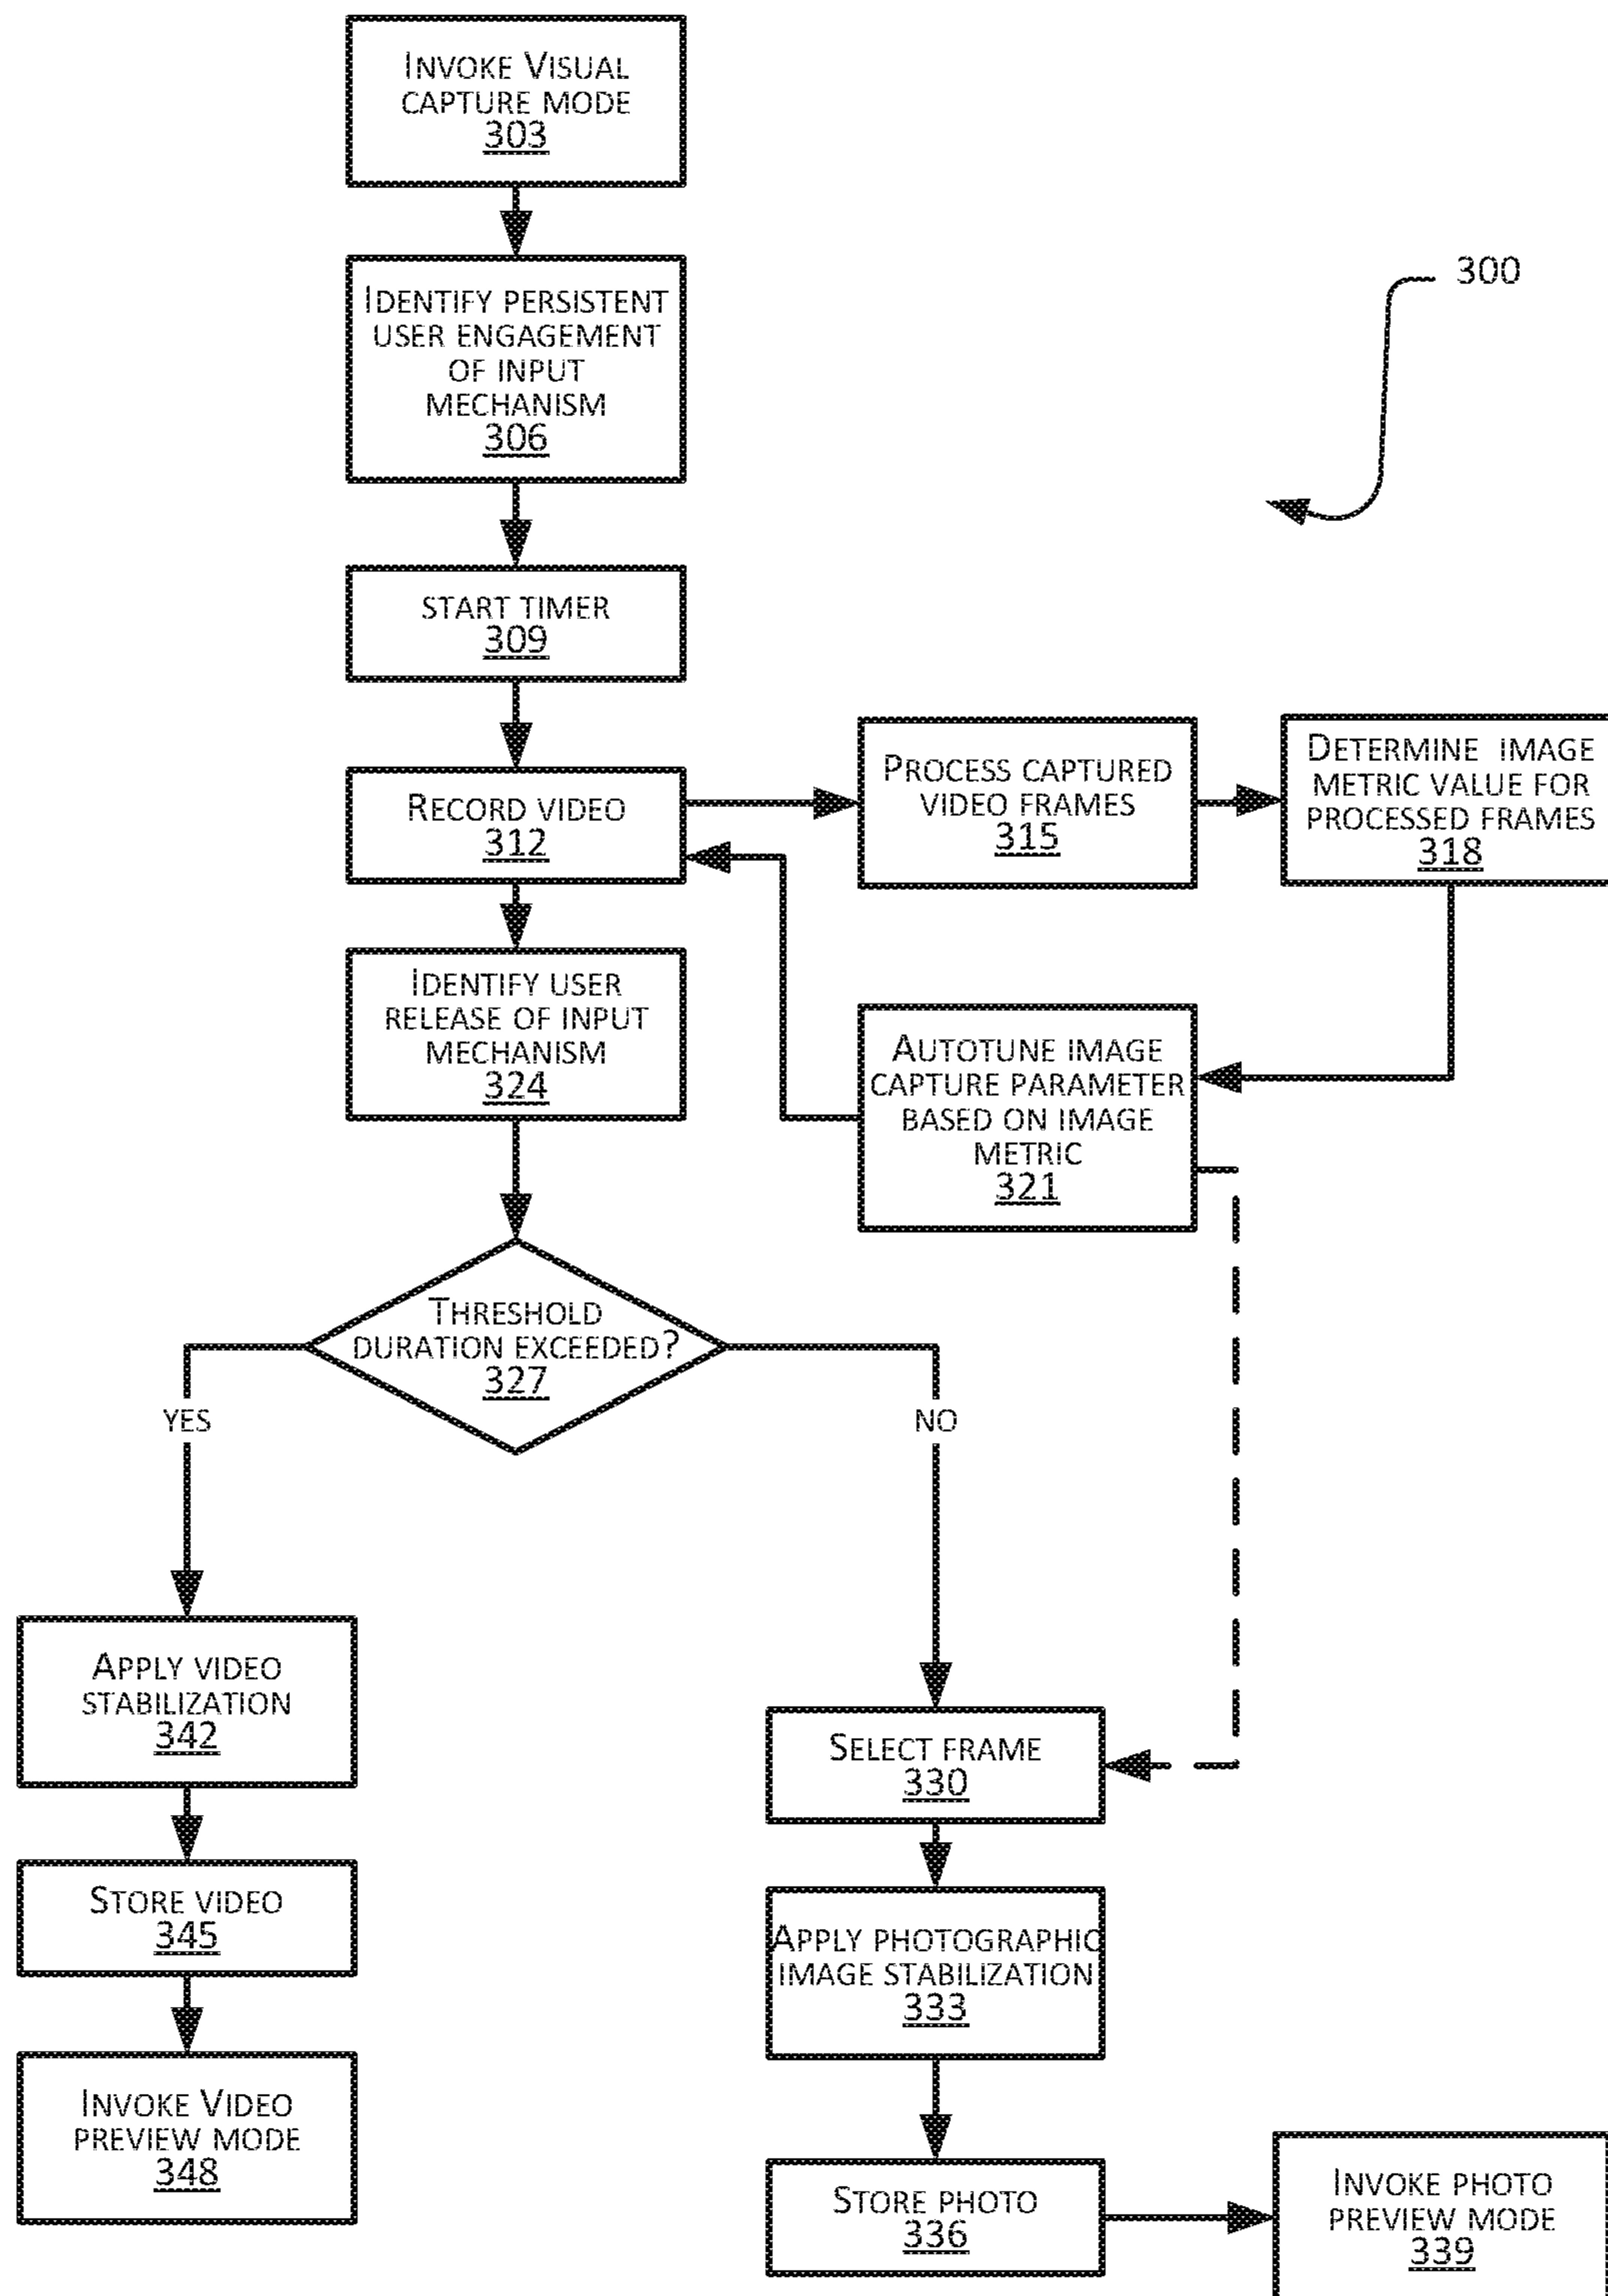 Invoke Visual
capture mode
303
Identify persistent
user engagement
of input
mechanism
306
300
start timer
309
Record video
312
Process captured
video frames
315
Determine image
metric value for
processed frames
318
Identify user
release of input
mechanism
324
Autotune image
capture parameter
based on image
metric
321
Threshold
duration exceeded?
327
yes
no
Apply video
stabilization
342
Select frame
330
Store video
345
Apply photographic
image stabilization
333
Invoke Video
preview mode
348
Store photo
336
Invoke photo
preview mode
339